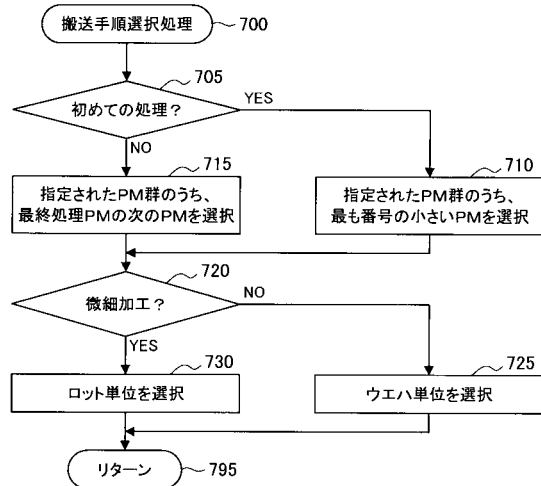 搬送手順選択処理
700
705
初めての処理?
YES
NO
715
指定されたPM群のうち、
最終処理PMの次のPMを選択
710
指定されたPM群のうち、
最も番号の小さいPMを選択
720
微細加工?
NO
YES
730
ロット単位を選択
725
ウエハ単位を選択
リターン
795